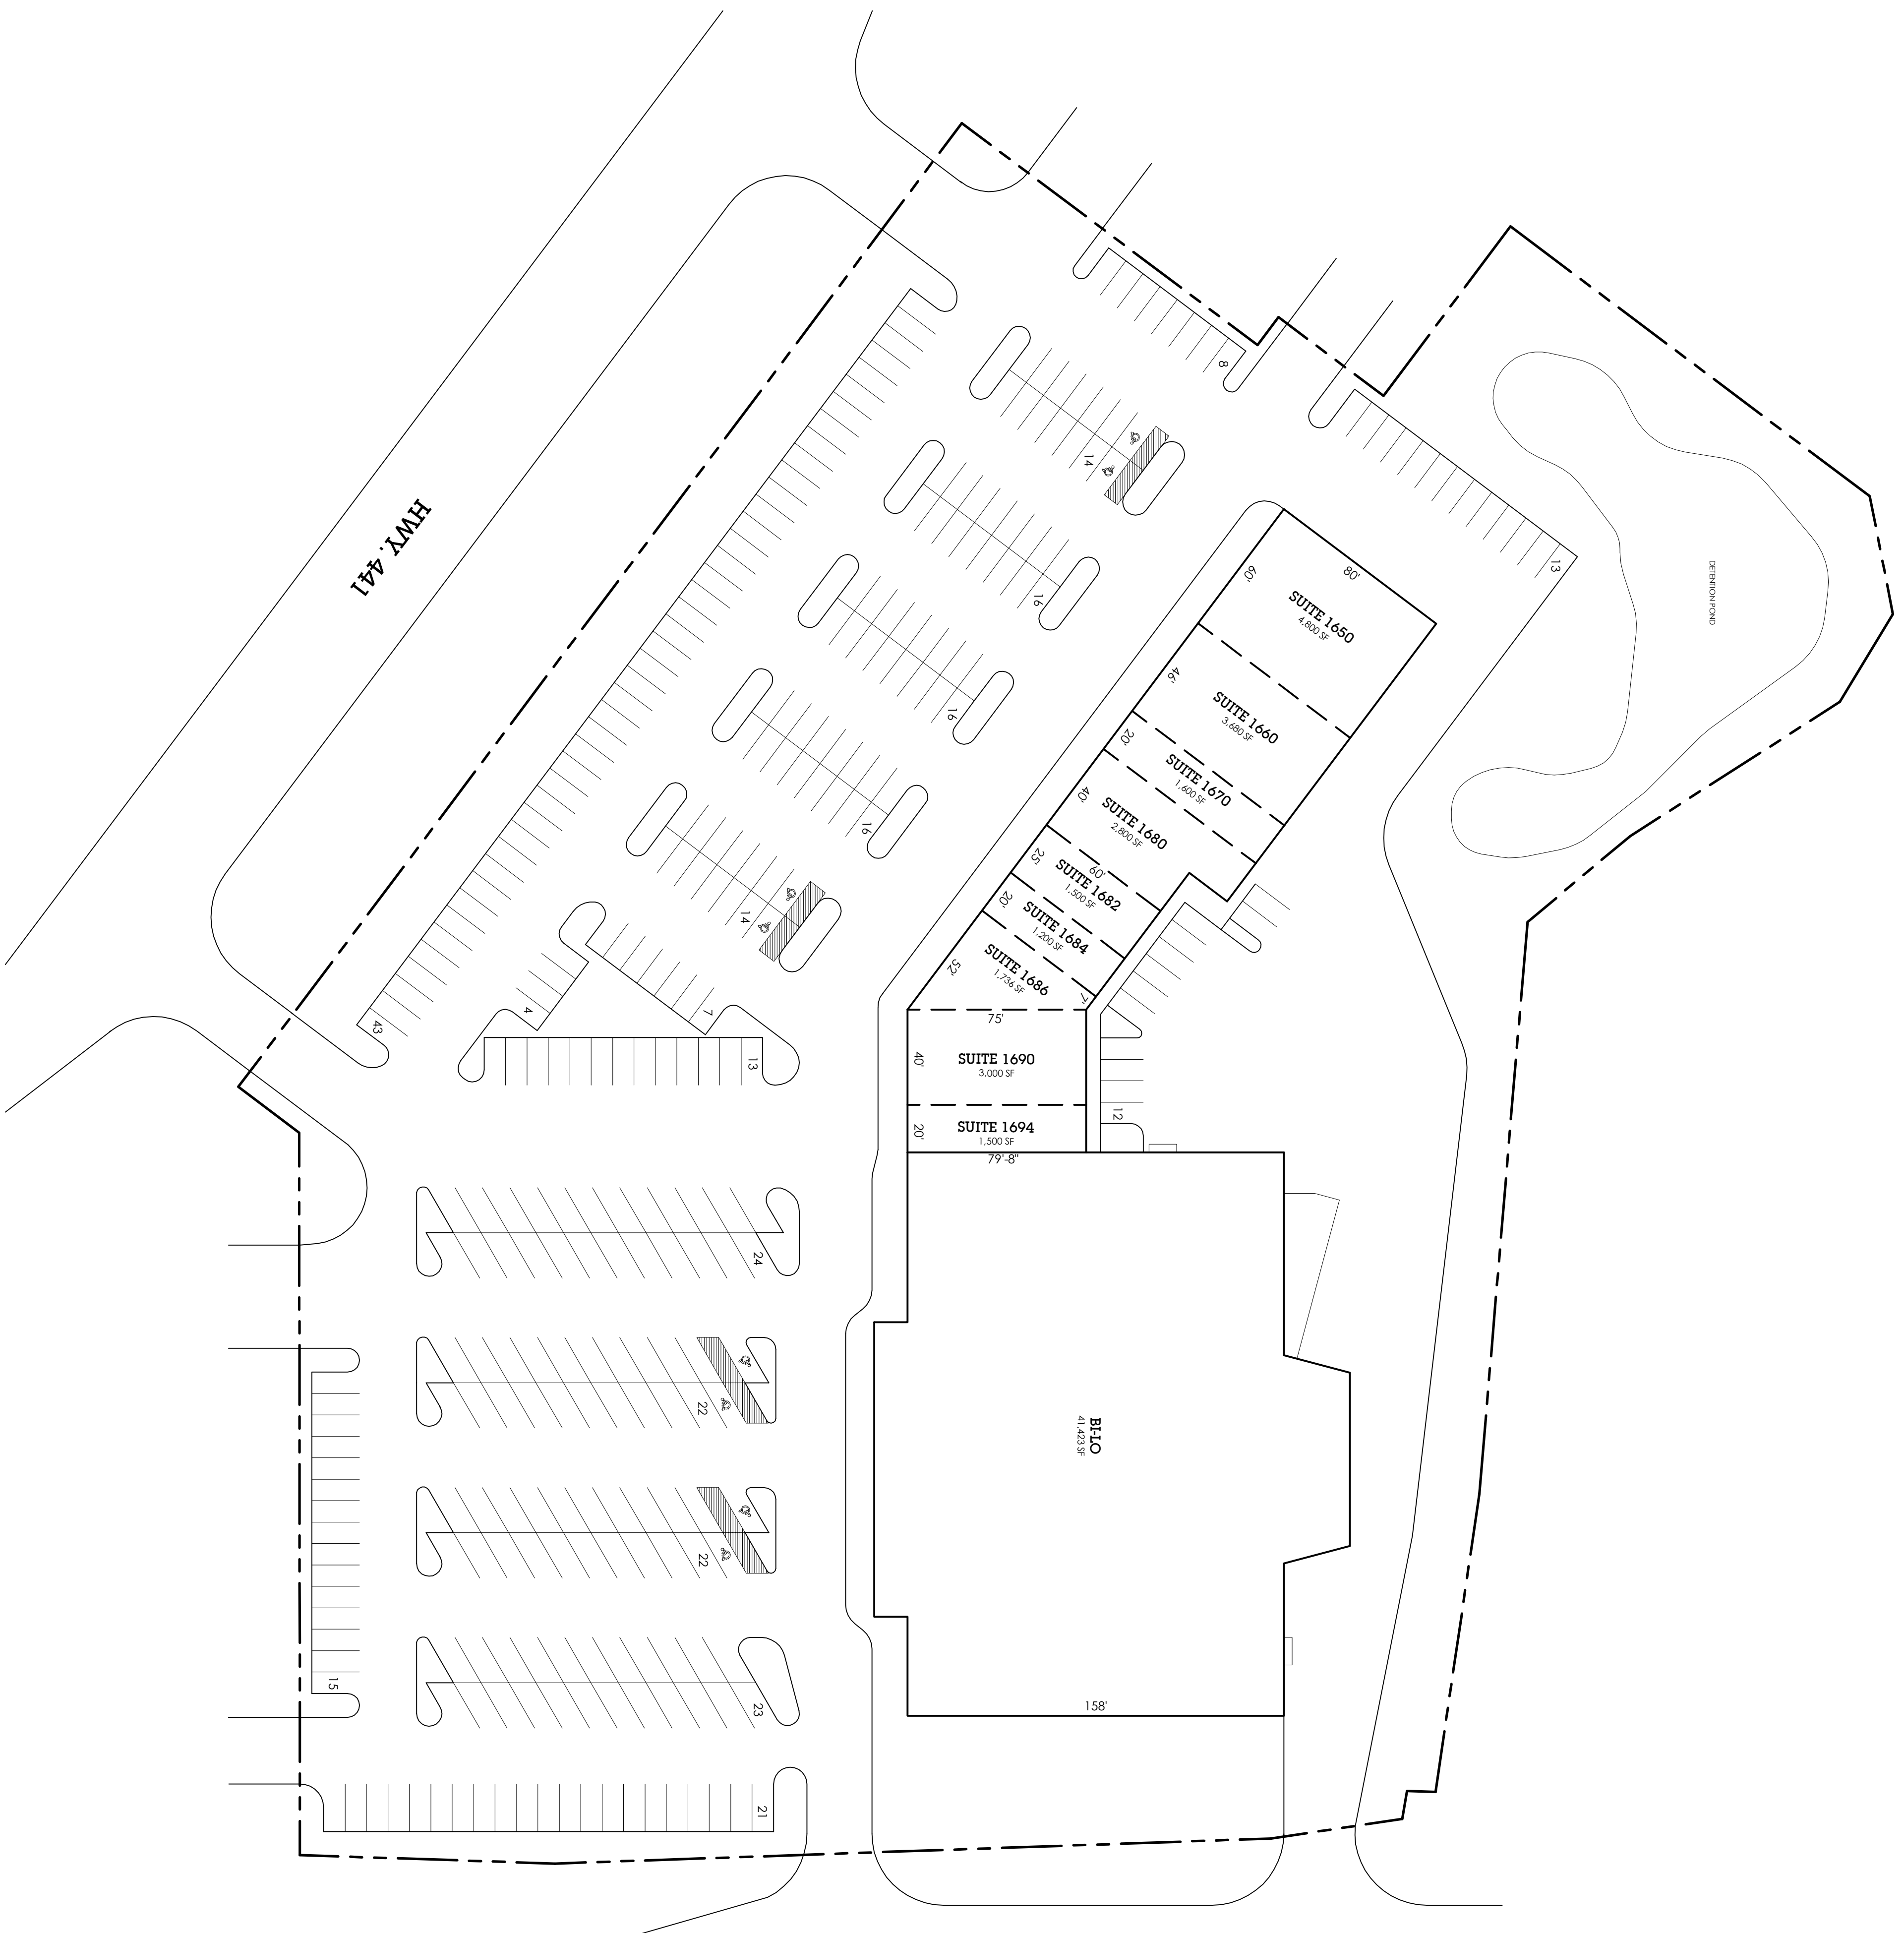 HWY. 441
8
14
13
16
16
16
14
43
4
7
13
DETENTION POND
80'
60'
SUITE 1650
4,800 SF
46'
SUITE 1660
3,680 SF
20'
SUITE 1670
1,600 SF
40'
SUITE 1680
2,800 SF
60'
25'
SUITE 1682
1,500 SF
20'
SUITE 1684
1,200 SF
52'
SUITE 1686
1,736 SF
7'
75'
40'
SUITE 1690
3,000 SF
12
20'
SUITE 1694
1,500 SF
79'-8"
24
22
BI-LO
41,423 SF
22
15
23
158'
21